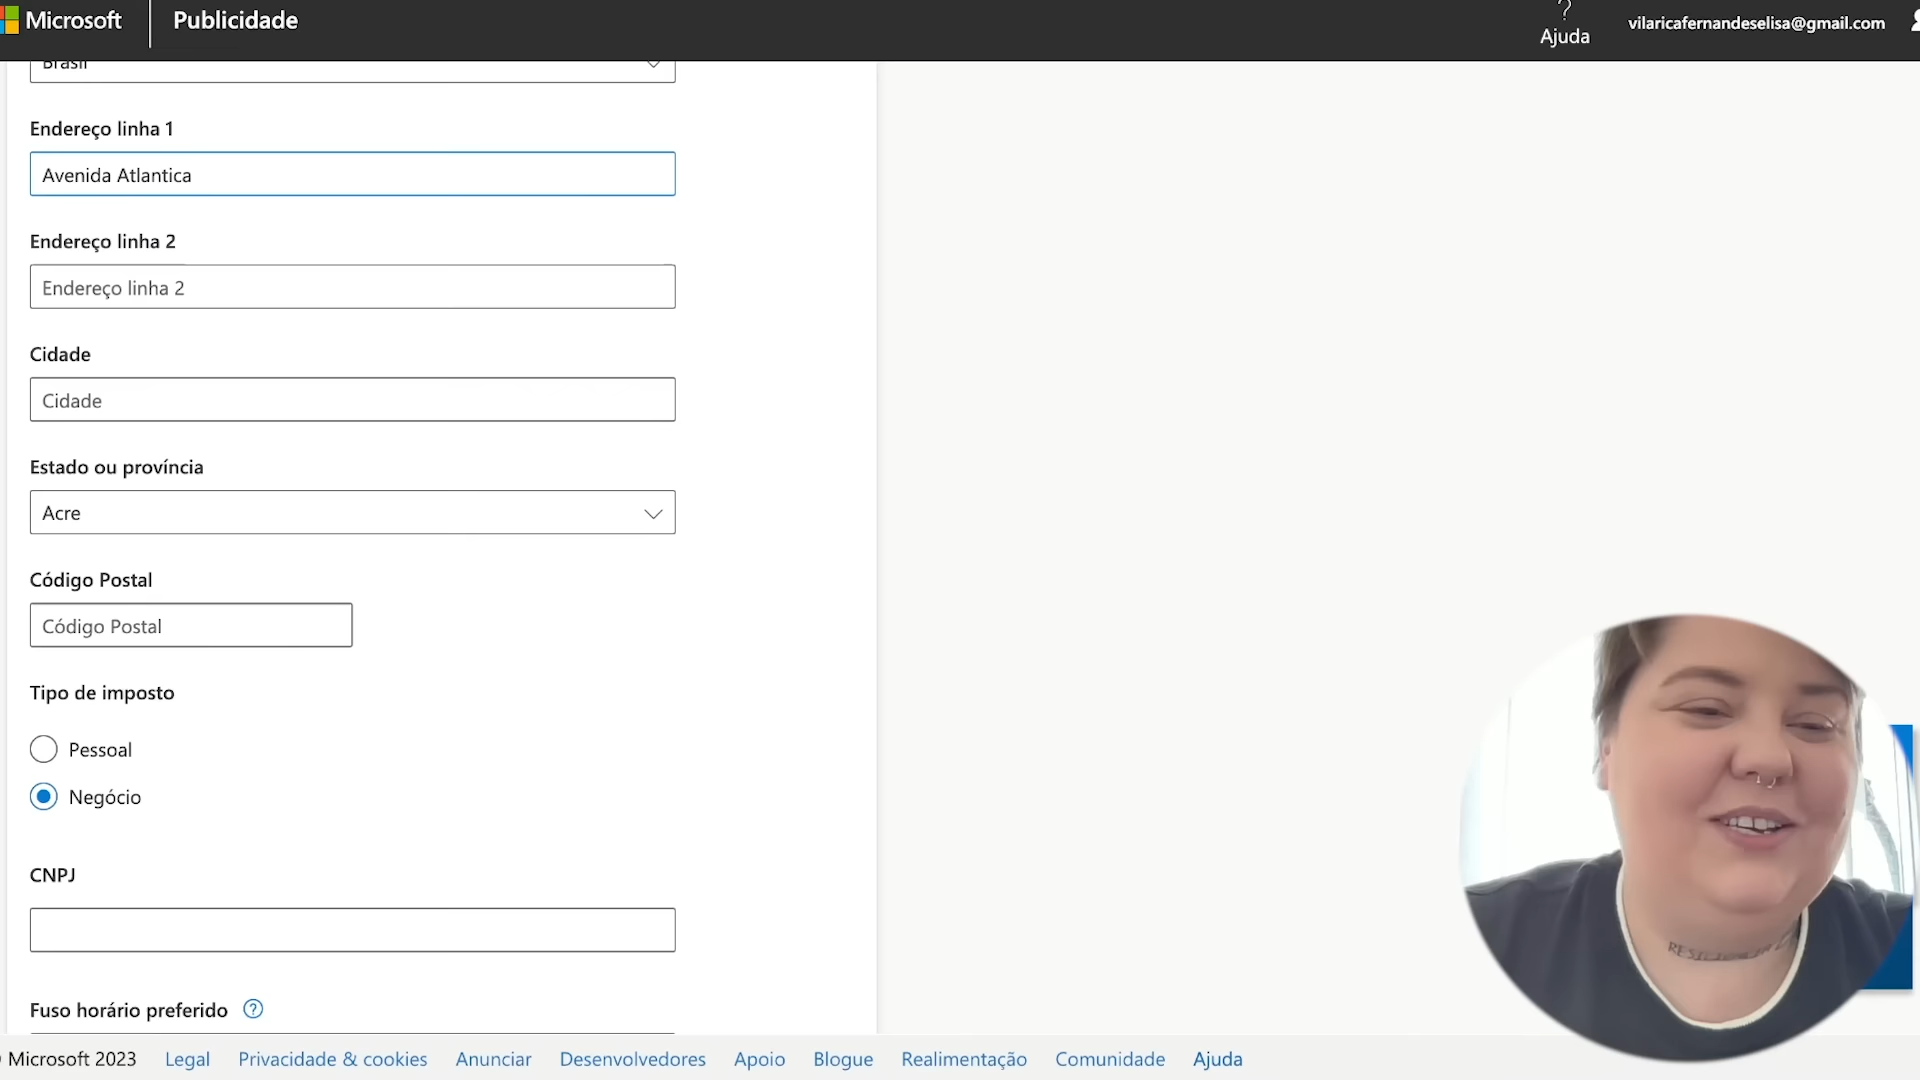 Microsoft
Publicidade
?
Ajuda
vilaricafernandeselisa@gmail.com
Brasil
Endereço linha 1
Avenida Atlantica
Endereço linha 2
Endereço linha 2
Cidade
Cidade
Estado ou província
Acre
Código Postal
Código Postal
Tipo de imposto
Pessoal
Negócio
CNPJ
Fuso horário preferido ?
Microsoft 2023 Legal Privacidade & cookies Anunciar Desenvolvedores Apoio Blogue Realimentação Comunidade Ajuda